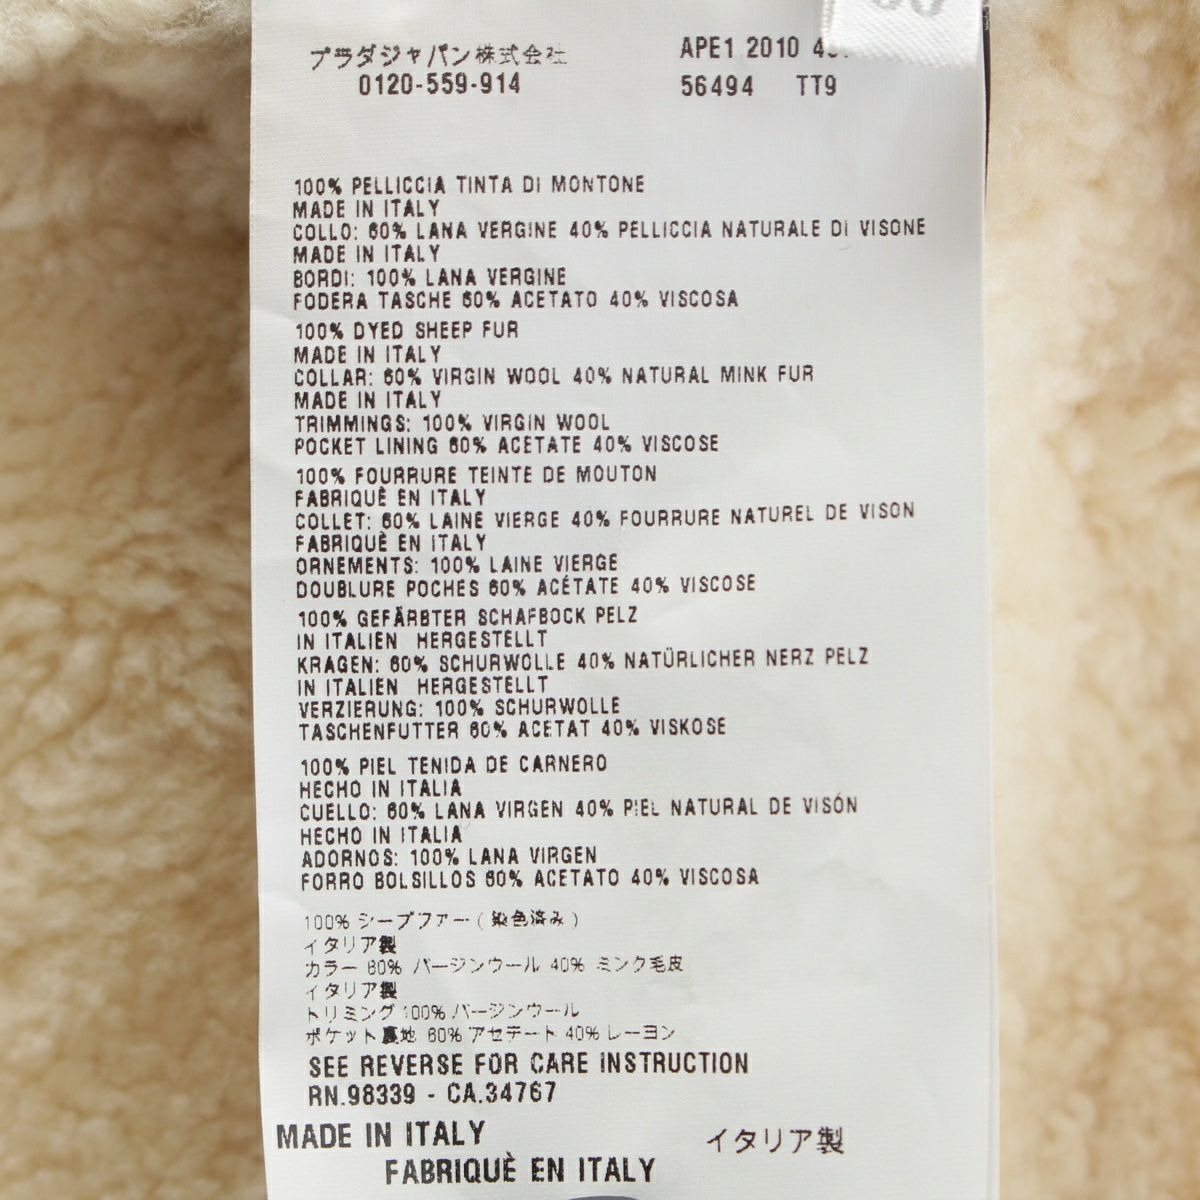 プラダジャパン株式会社
0120-559-914
APE1 2010
56494 TT9
100% PELLICCIA TINTA DI MONTONE
MADE IN ITALY
COLLO: 60% LANA VERGINE 40% PELLICCIA NATURALE DI VISONE
MADE IN ITALY
BORDI: 100% LANA VERGINE
FODERA TASCHE 60% ACETATO 40% VISCOSA
100% DYED SHEEP FUR
MADE IN ITALY
COLLAR: 60% VIRGIN WOOL 40% NATURAL MINK FUR
MADE IN ITALY
TRIMMINGS: 100% VIRGIN WOOL
POCKET LINING 60% ACETATE 40% VISCOSE
100% FOURRURE TEINTE DE MOUTON
FABRIQUÈ EN ITALY
COLLET: 60% LAINE VIERGE 40% FOURRURE NATUREL DE VISON
FABRIQUÈ EN ITALY
ORNEMENTS: 100% LAINE VIERGE
DOUBLURE POCHES 60% ACÉTATE 40% VISCOSE
100% GEFÄRBTER SCHAFBOCK PELZ
IN ITALIEN HERGESTELLT
KRAGEN: 60% SCHURWOLLE 40% NATÜRLICHER NERZ PELZ
IN ITALIEN HERGESTELLT
VERZIERUNG: 100% SCHURWOLLE
TASCHENFUTTER 60% ACETAT 40% VISKOSE
100% PIEL TENIDA DE CARNERO
HECHO IN ITALIA
CUELLO: 60% LANA VIRGEN 40% PIEL NATURAL DE VISÓN
HECHO IN ITALIA
ADORNOS: 100% LANA VIRGEN
FORRO BOLSILLOS 60% ACETATO 40% VISCOSA
100% シープファー(染色済み)
イタリア製
カラー 60% バージンウール 40% ミンク毛皮
イタリア製
トリミング 100% バージンウール
ポケット裏地 60% アセテート 40% レーヨン
SEE REVERSE FOR CARE INSTRUCTION
RN.98339 - CA.34767
MADE IN ITALY イタリア製
FABRIQUÈ EN ITALY